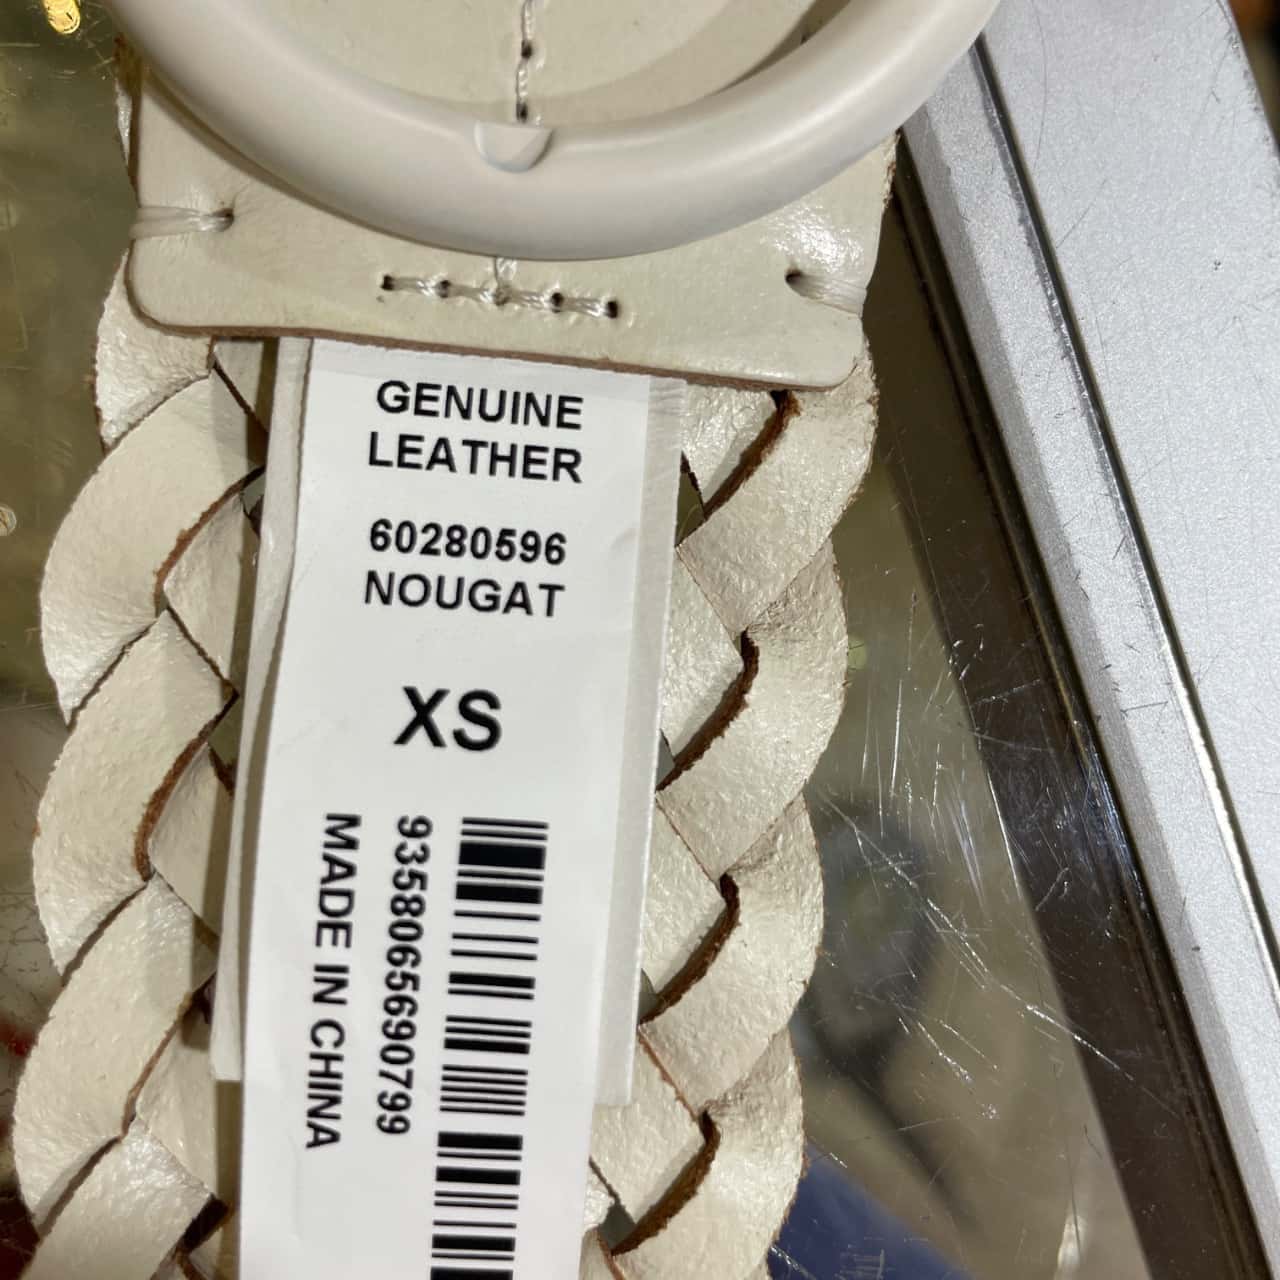 GENUINE
LEATHER
60280596
NOUGAT
XS
9358065690799
MADE IN CHINA